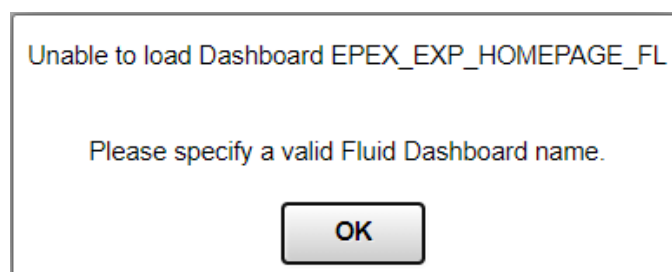 Unable to load Dashboard EPEX_EXP_HOMEPAGE_FL
Please specify a valid Fluid Dashboard name.
OK